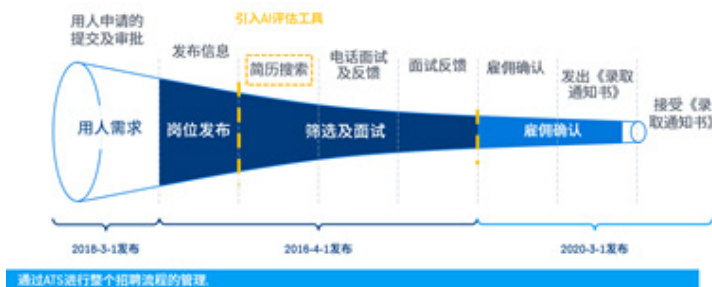 用人申请的
提交及审批
发布信息
引入AI评估工具
简历搜索
电话面试
及反馈
面试反馈
雇佣确认
发出《录取
通知书》
接受《录
取通知书》
用人需求
岗位发布
筛选及面试
雇佣确认
2018-3-1发布
2016-4-1发布
2020-3-1发布
通过ATS进行整个招聘流程的管理.